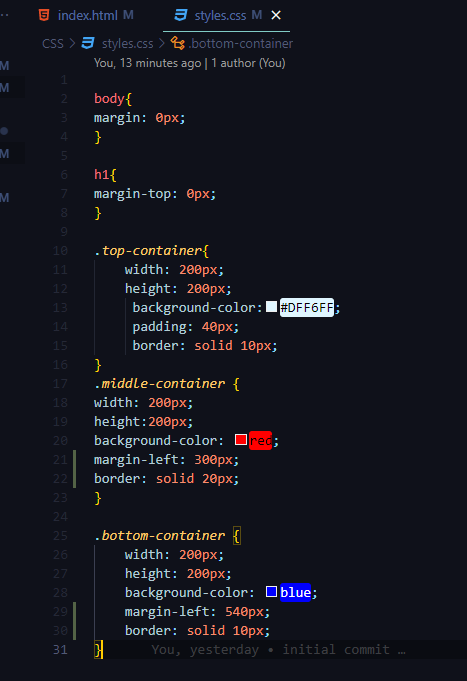 index.html M
styles.css M ×
CSS > styles.css > .bottom-container
You, 13 minutes ago | 1 author (You)
M
M
M
M
1
2 body{
3 margin: 0px;
4 }
5
6 h1{
7 margin-top: 0px;
8 }
9
10 .top-container{
11 width: 200px;
12 height: 200px;
13 background-color: #DFF6FF;
14 padding: 40px;
15 border: solid 10px;
16 }
17 .middle-container {
18 width: 200px;
19 height:200px;
20 background-color: red;
21 margin-left: 300px;
22 border: solid 20px;
23 }
24
25 .bottom-container {
26 width: 200px;
27 height: 200px;
28 background-color: blue;
29 margin-left: 540px;
30 border: solid 10px;
31 } You, yesterday • initial commit …